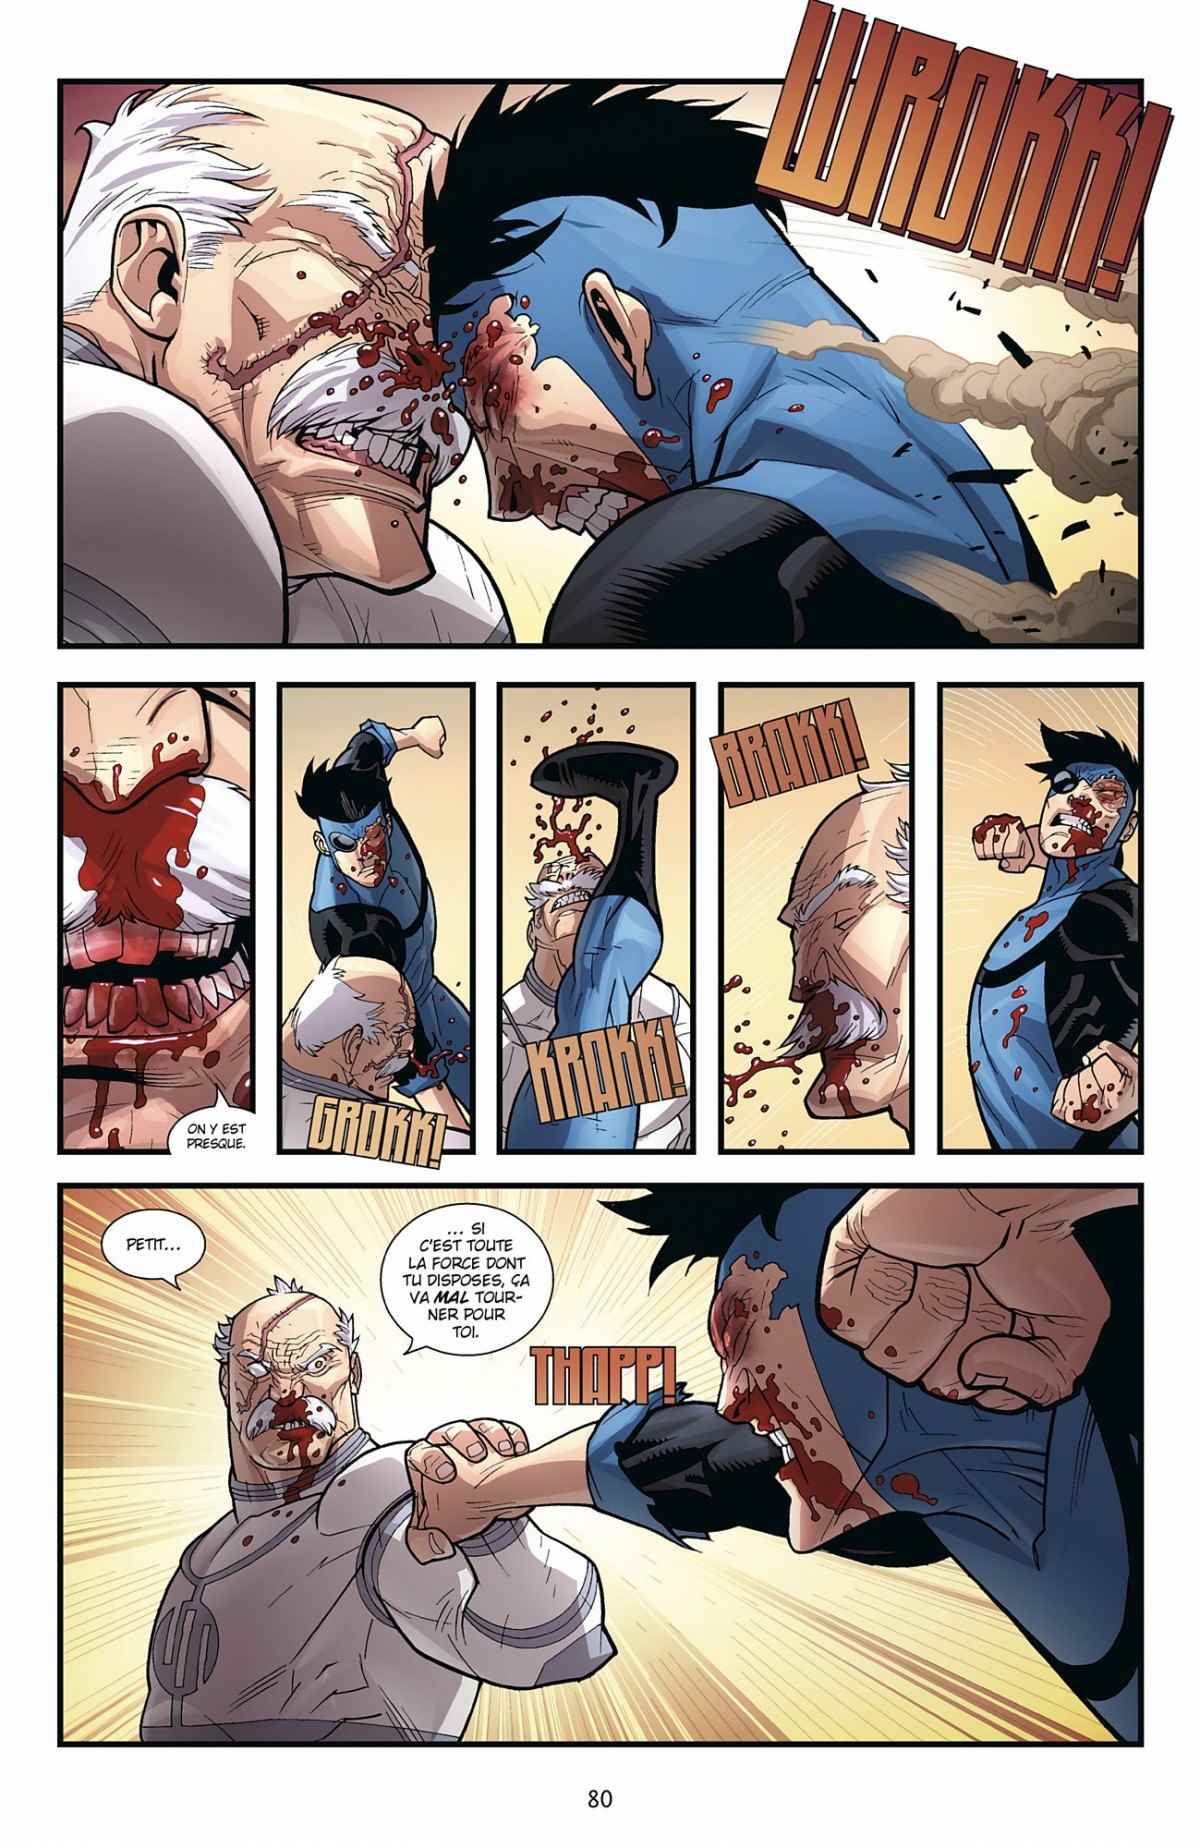 WROKK!
ON Y EST
PRESQUE.
GROKK!
KROKK!
BROKK!
PETIT...
... SI
C'EST TOUTE
LA FORCE DONT
TU DISPOSES, ÇA
VA MAL TOUR-
NER POUR
TOI.
THAPP!
80